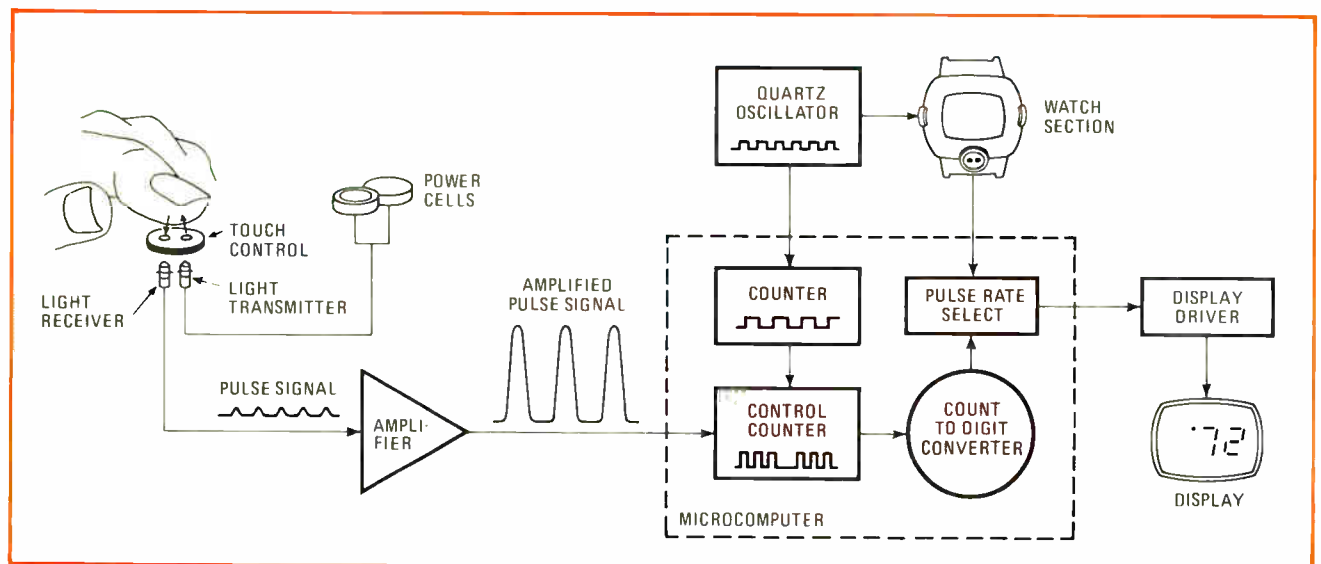 QUARTZ
OSCILLATOR
WATCH
SECTION
POWER
CELLS
TOUCH
CONTROL
LIGHT
RECEIVER
LIGHT
TRANSMITTER
AMPLIFIED
PULSE SIGNAL
PULSE SIGNAL
AMPLI-
FIER
COUNTER
PULSE RATE
SELECT
DISPLAY
DRIVER
CONTROL
COUNTER
COUNT
TO DIGIT
CONVERTER
72
DISPLAY
MICROCOMPUTER